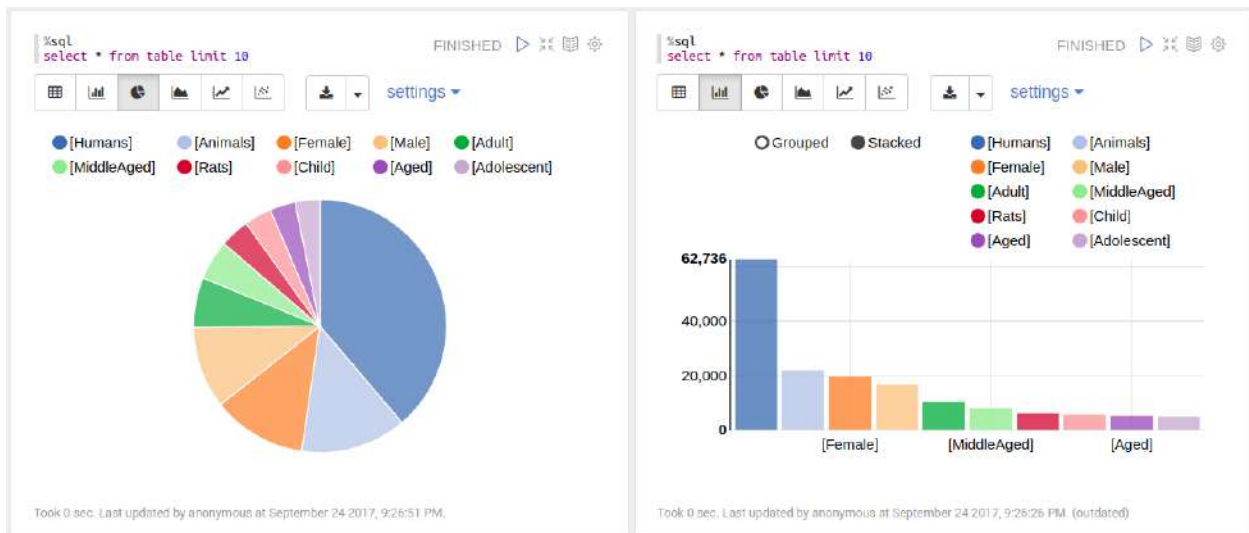 %sql
select * from table limit 10
FINISHED
settings
[Humans] [Animals] [Female] [Male] [Adult]
[MiddleAged] [Rats] [Child] [Aged] [Adolescent]
Took 0 sec. Last updated by anonymous at September 24 2017, 9:26:51 PM.
%sql
select * from table limit 10
FINISHED
settings
Grouped Stacked
[Humans] [Animals]
[Female] [Male]
[Adult] [MiddleAged]
[Rats] [Child]
[Aged] [Adolescent]
62,736
40,000
20,000
0
[Female] [MiddleAged] [Aged]
Took 0 sec. Last updated by anonymous at September 24 2017, 9:26:26 PM. (outdated)